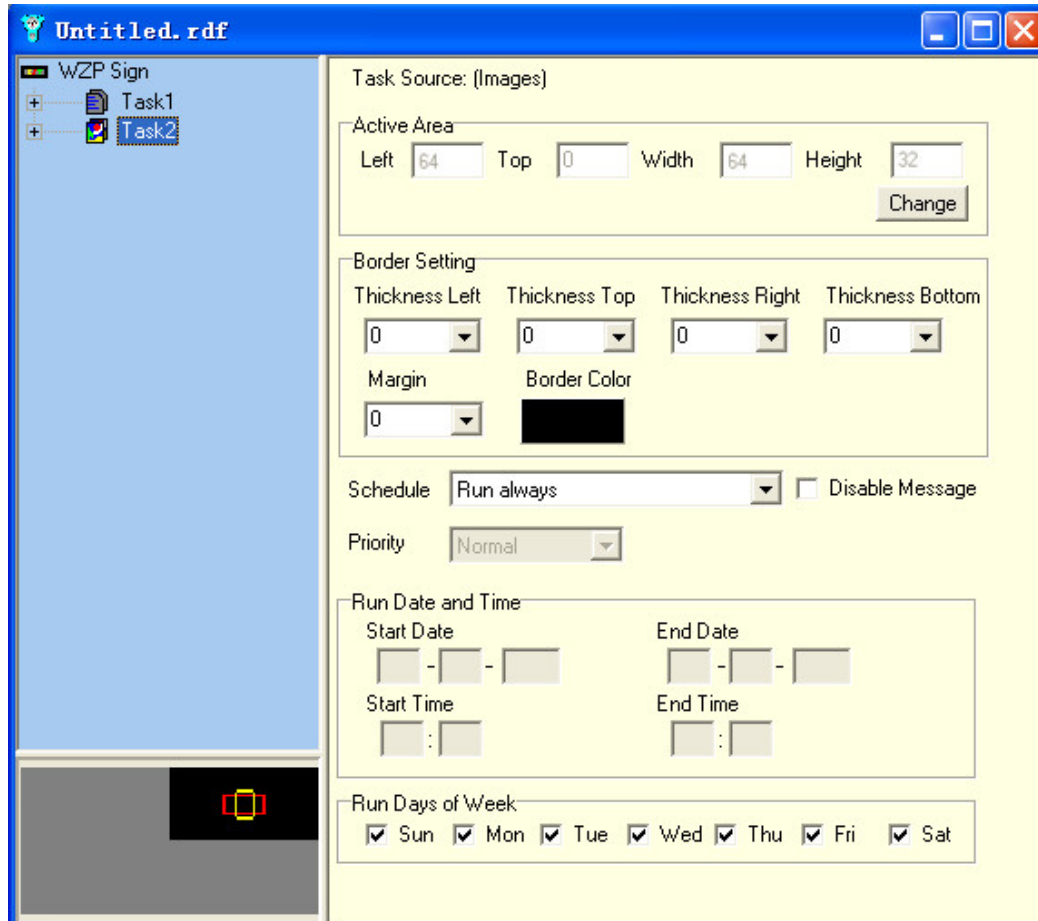 Untitled.rdf
WZP Sign
Task1
Task2
Task Source: (Images)
Active Area
Left 64 Top 0 Width 64 Height 32
Change
Border Setting
Thickness Left Thickness Top Thickness Right Thickness Bottom
0 0 0 0
Margin Border Color
0
Schedule Run always Disable Message
Priority Normal
Run Date and Time
Start Date End Date
- - - -
Start Time End Time
: :
Run Days of Week
Sun Mon Tue Wed Thu Fri Sat